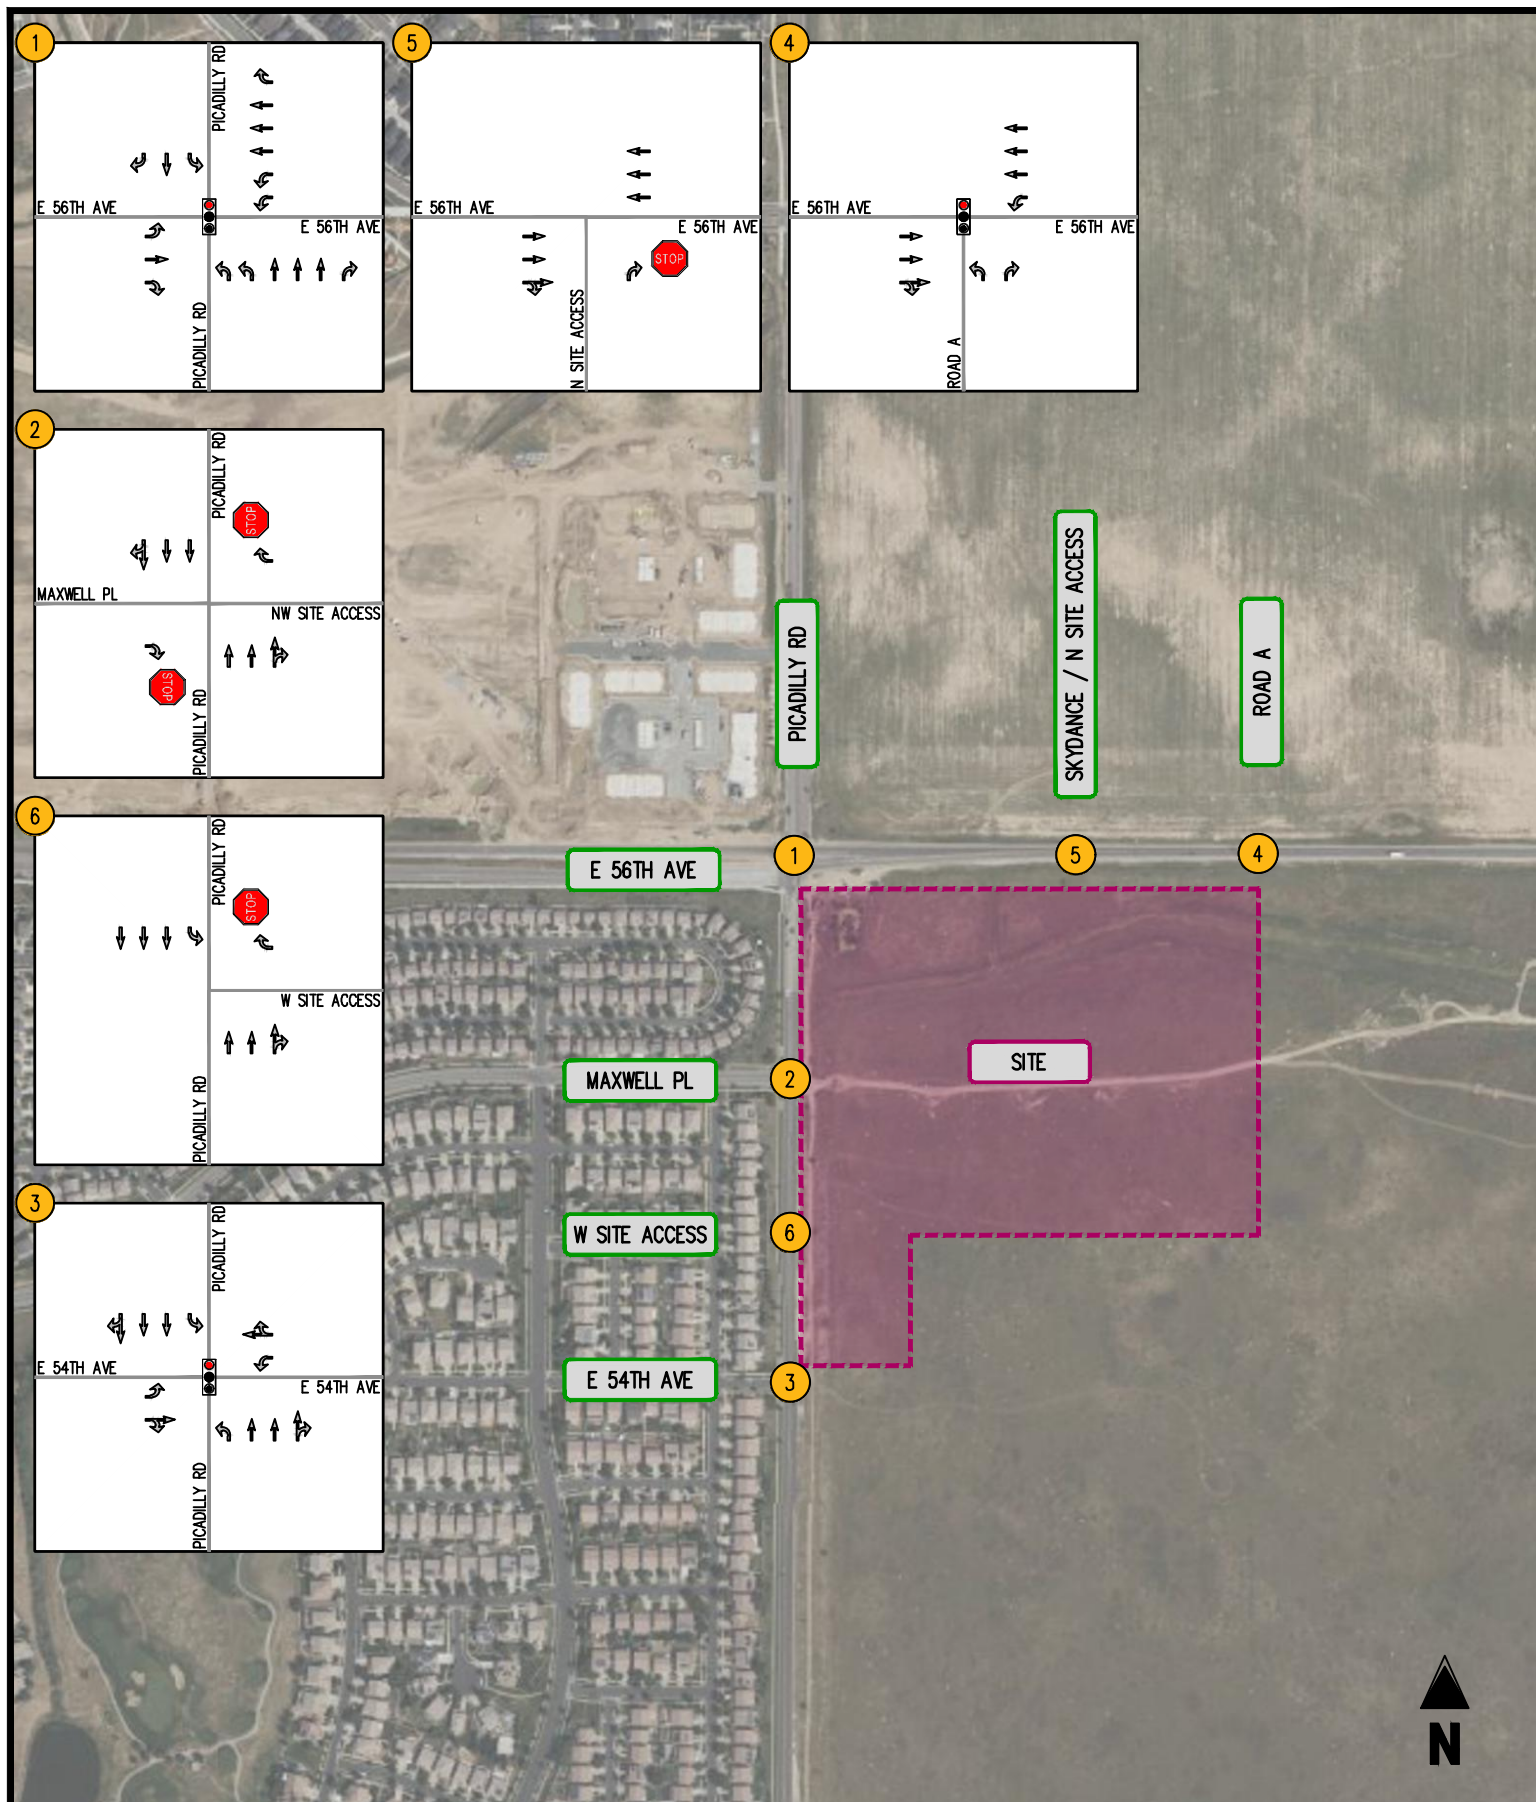 1
PICADILLY RD
E 56TH AVE
E 56TH AVE
PICADILLY RD
5
E 56TH AVE
E 56TH AVE
STOP
N SITE ACCESS
4
E 56TH AVE
E 56TH AVE
ROAD A
2
PICADILLY RD
STOP
MAXWELL PL
NW SITE ACCESS
STOP
PICADILLY RD
6
PICADILLY RD
STOP
W SITE ACCESS
PICADILLY RD
3
PICADILLY RD
E 54TH AVE
E 54TH AVE
PICADILLY RD
PICADILLY RD
SKYDANCE / N SITE ACCESS
ROAD A
E 56TH AVE
1
5
4
MAXWELL PL
2
SITE
W SITE ACCESS
6
E 54TH AVE
3
N